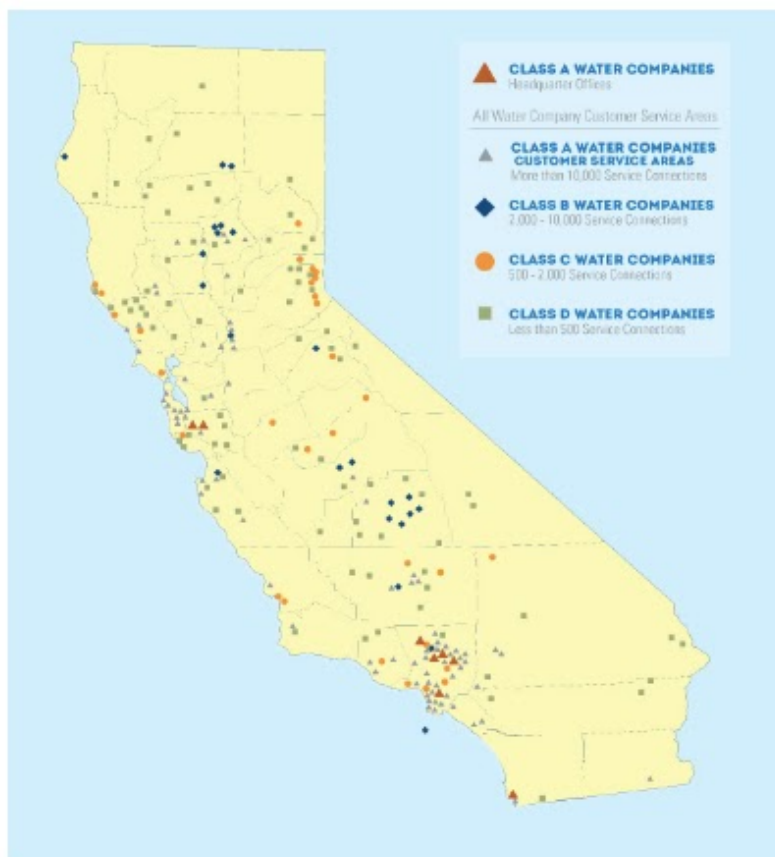 CLASS A WATER COMPANIES
Headquarter Offices
All Water Company Customer Service Areas
CLASS A WATER COMPANIES
CUSTOMER SERVICE AREAS
More than 10,000 Service Connections
CLASS B WATER COMPANIES
2,000 - 10,000 Service Connections
CLASS C WATER COMPANIES
500 - 2,000 Service Connections
CLASS D WATER COMPANIES
Less than 500 Service Connections